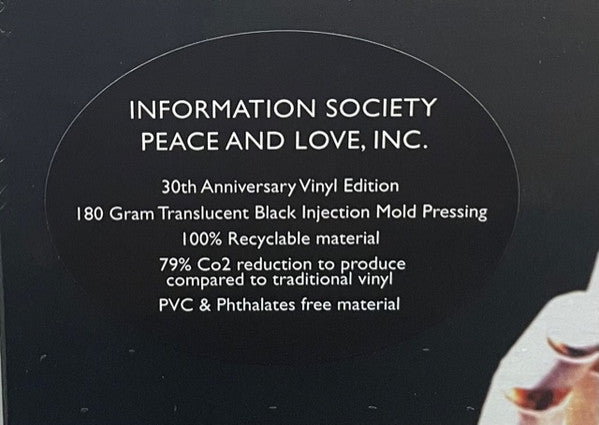 INFORMATION SOCIETY
PEACE AND LOVE, INC.
30th Anniversary Vinyl Edition
180 Gram Translucent Black Injection Mold Pressing
100% Recyclable material
79% Co2 reduction to produce
compared to traditional vinyl
PVC & Phthalates free material